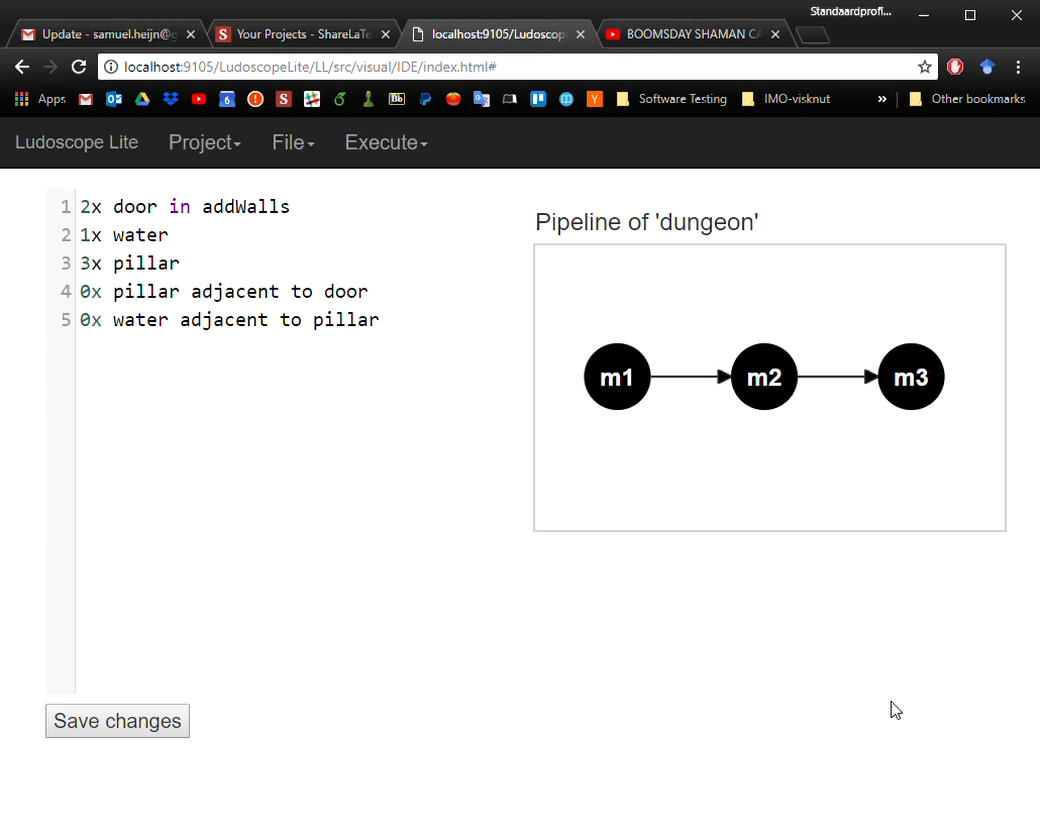 Standaardprofi...
Update - samuel.heijn@g
Your Projects - ShareLaTe
localhost:9105/Ludoscop
BOOMSDAY SHAMAN CA
localhost:9105/LudoscopeLite/LL/src/visual/IDE/index.html#
Apps
Software Testing
IMO-visknut
»
Other bookmarks
Ludoscope Lite
Project
File
Execute
1 2x door in addWalls
2 1x water
3 3x pillar
4 0x pillar adjacent to door
5 0x water adjacent to pillar
Pipeline of 'dungeon'
m1
m2
m3
Save changes